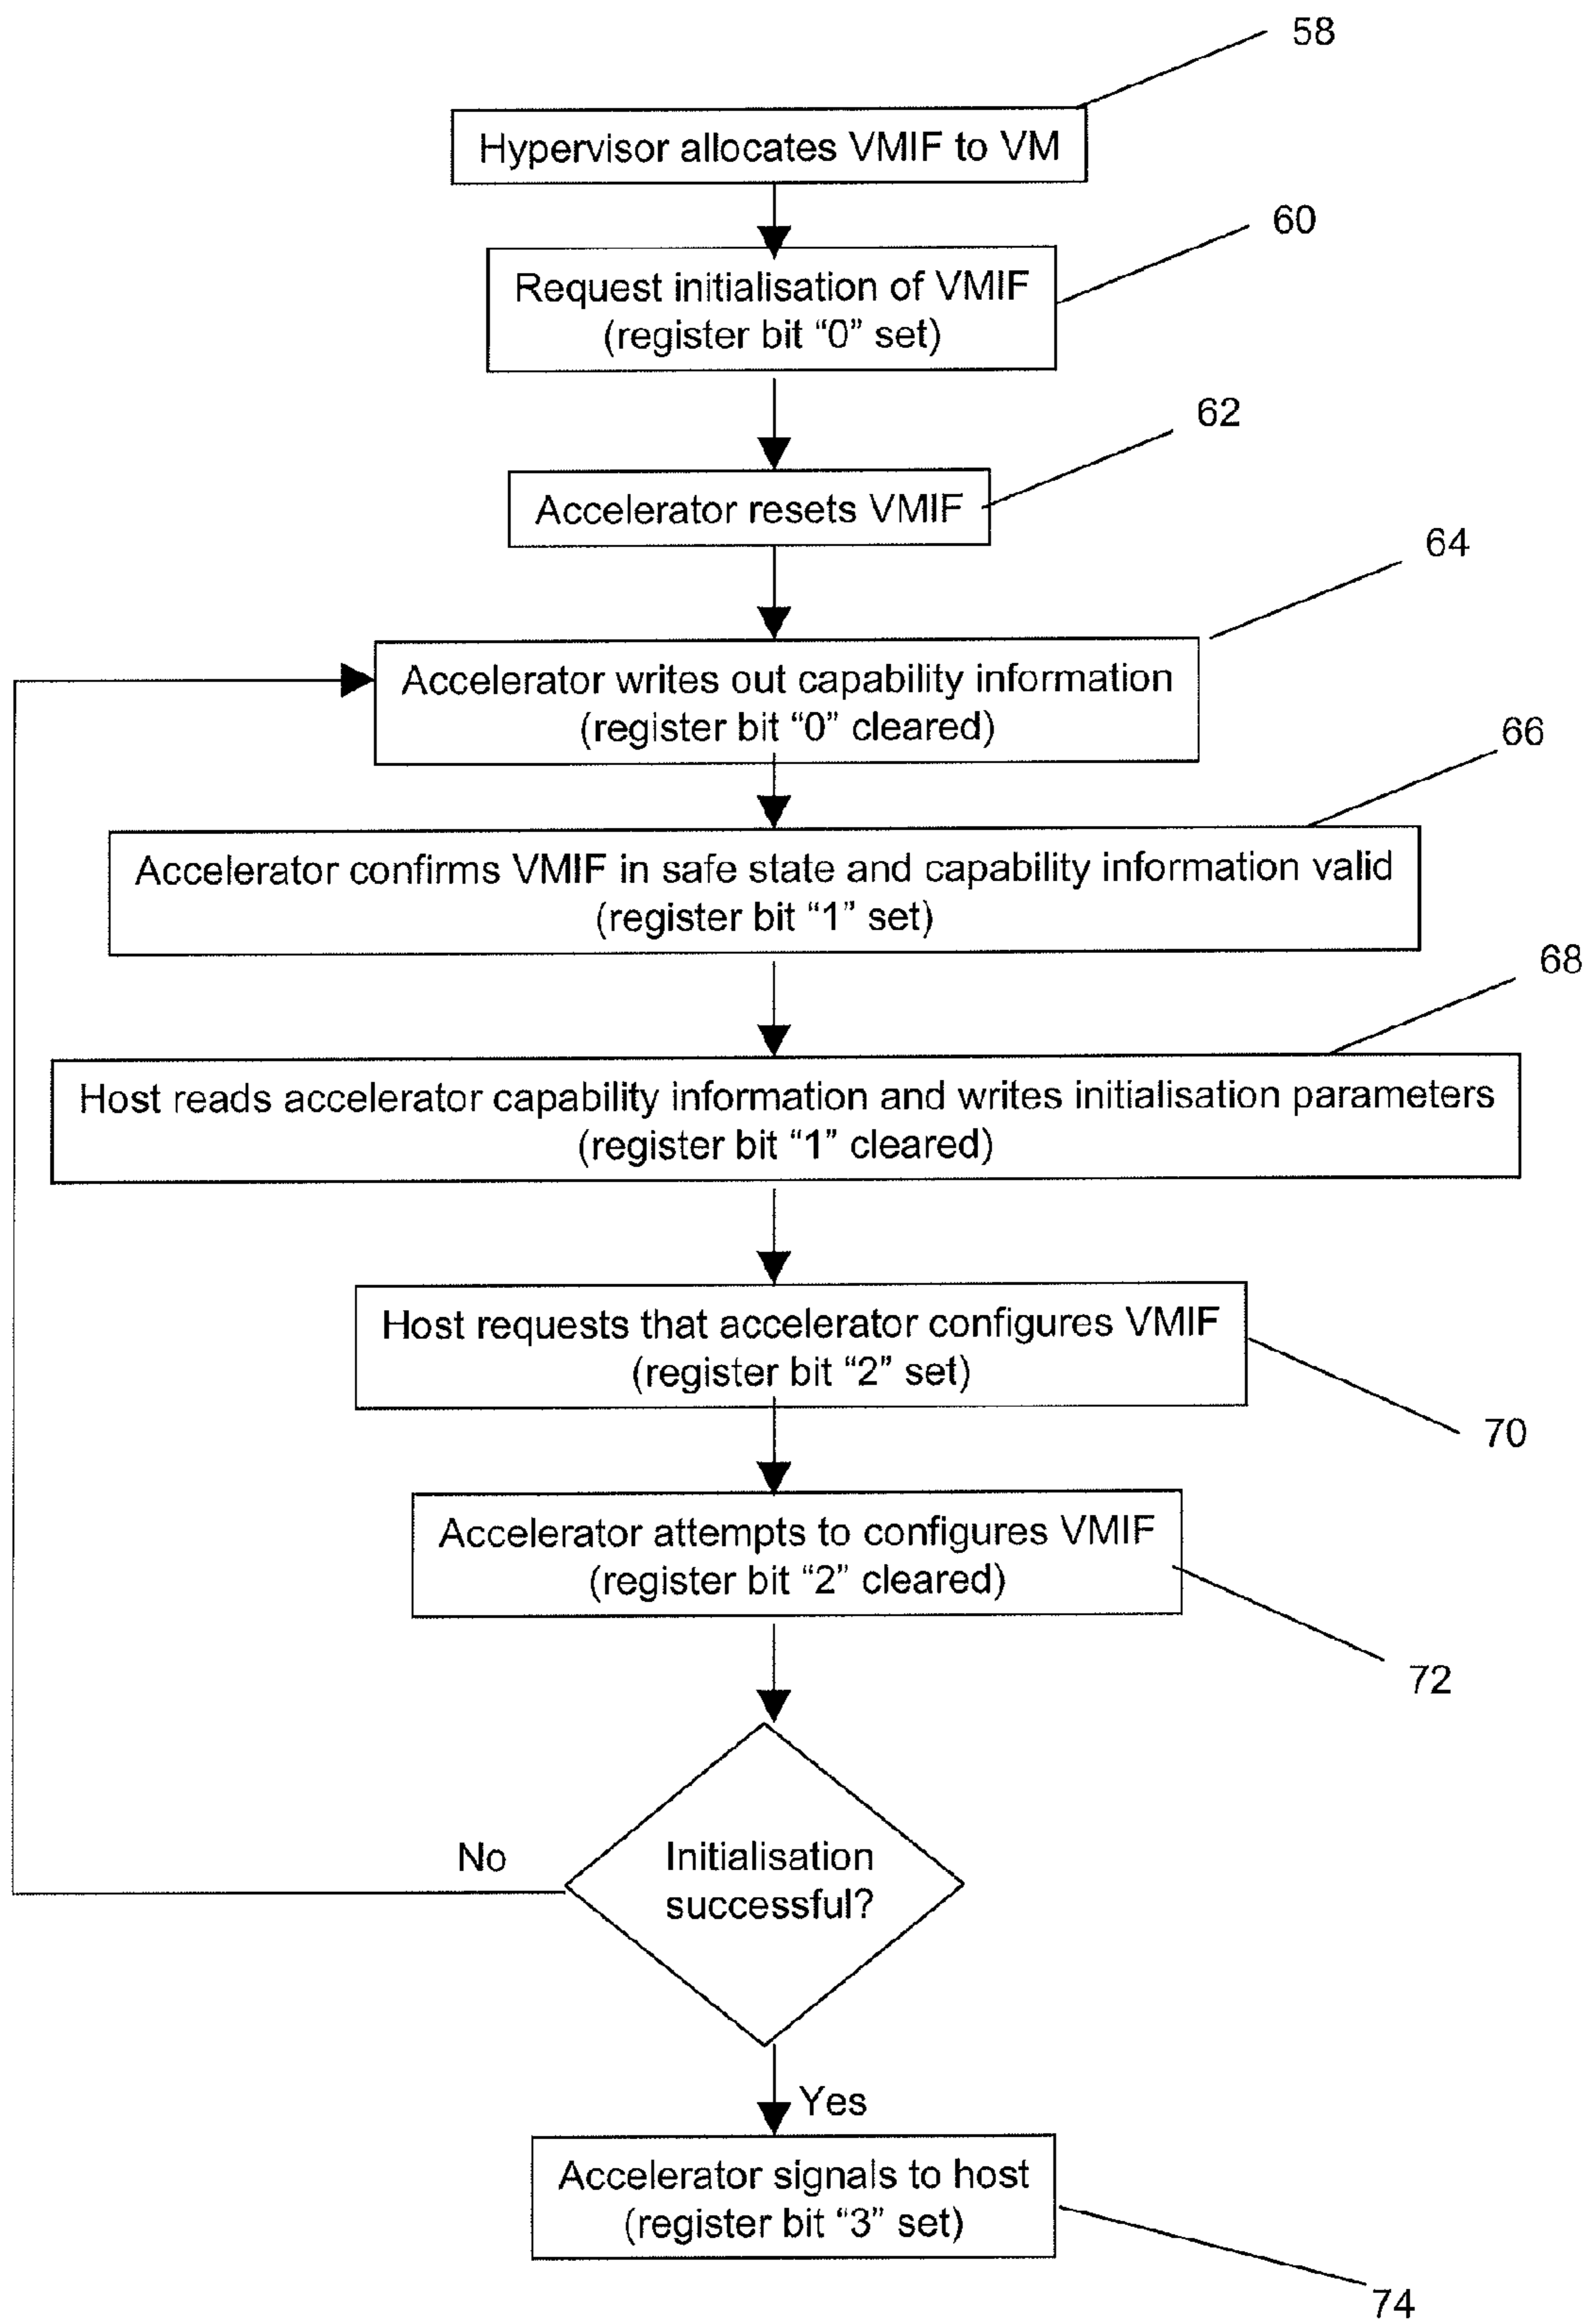 58
Hypervisor allocates VMIF to VM
60
Request initialisation of VMIF
(register bit “0” set)
62
Accelerator resets VMIF
64
Accelerator writes out capability information
(register bit “0” cleared)
66
Accelerator confirms VMIF in safe state and capability information valid
(register bit “1” set)
68
Host reads accelerator capability information and writes initialisation parameters
(register bit “1” cleared)
Host requests that accelerator configures VMIF
(register bit “2” set)
70
Accelerator attempts to configures VMIF
(register bit “2” cleared)
72
No
Initialisation
successful?
Yes
Accelerator signals to host
(register bit “3” set)
74